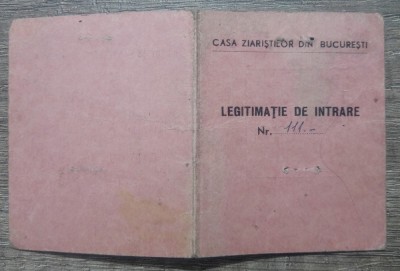 CASA ZIARIȘTILOR DIN BUCUREȘTI
LEGITIMAȚIE DE INTRARE
Nr. 111.-